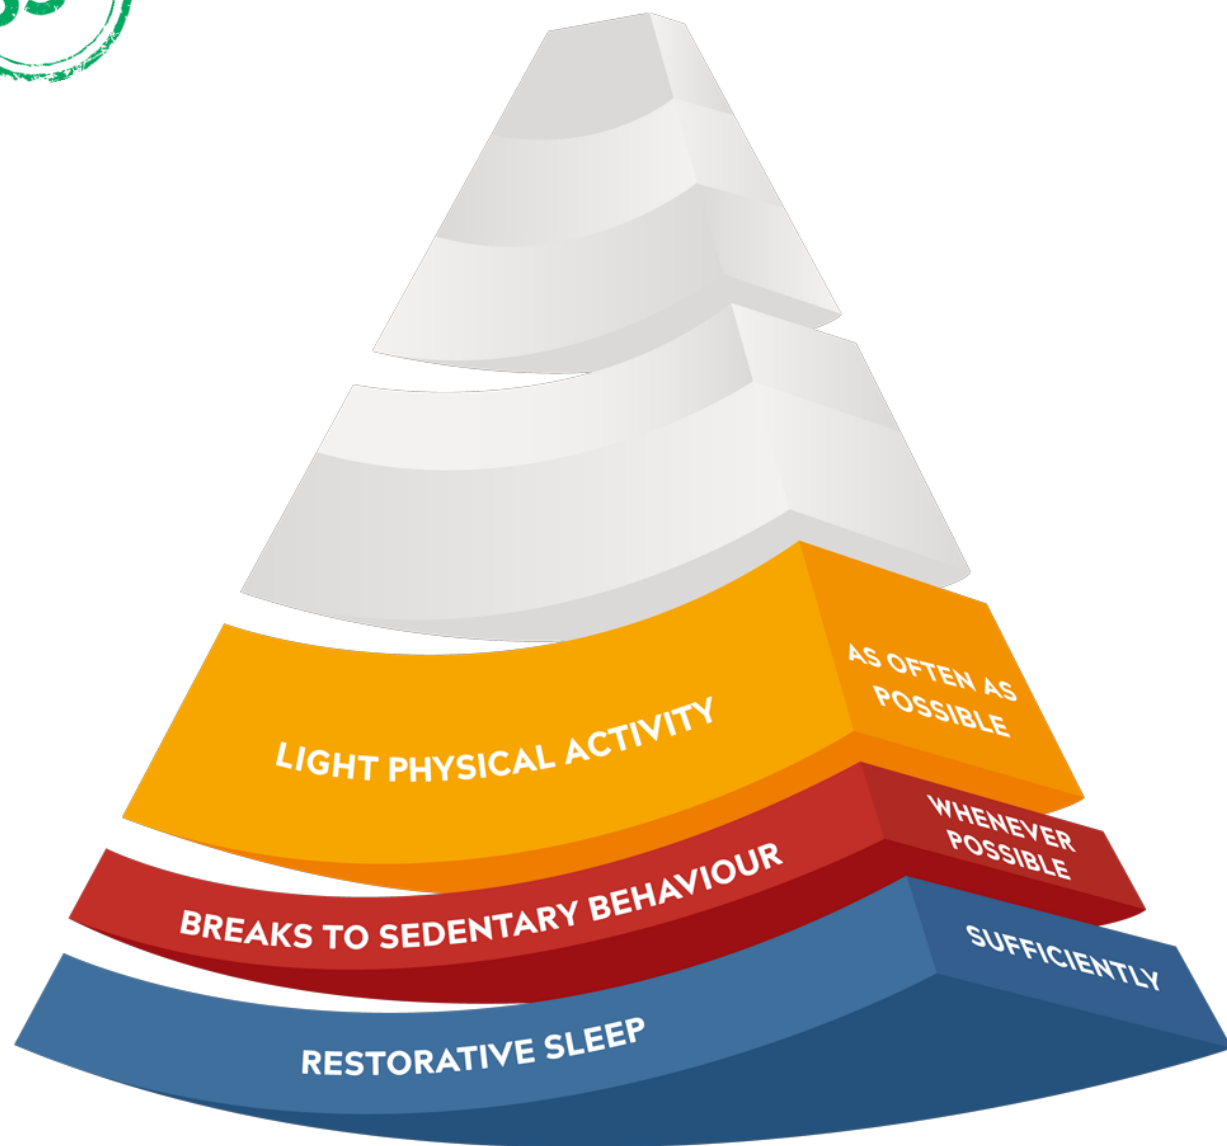 LIGHT PHYSICAL ACTIVITY
AS OFTEN AS
POSSIBLE
BREAKS TO SEDENTARY BEHAVIOUR
WHENEVER
POSSIBLE
RESTORATIVE SLEEP
SUFFICIENTLY